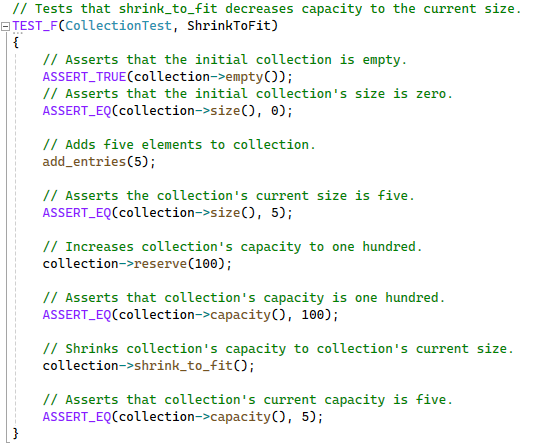 // Tests that shrink_to_fit decreases capacity to the current size.
TEST_F(CollectionTest, ShrinkToFit)
{
// Asserts that the initial collection is empty.
ASSERT_TRUE(collection->empty());
// Asserts that the initial collection's size is zero.
ASSERT_EQ(collection->size(), 0);
// Adds five elements to collection.
add_entries(5);
// Asserts the collection's current size is five.
ASSERT_EQ(collection->size(), 5);
// Increases collection's capacity to one hundred.
collection->reserve(100);
// Asserts that collection's capacity is one hundred.
ASSERT_EQ(collection->capacity(), 100);
// Shrinks collection's capacity to collection's current size.
collection->shrink_to_fit();
// Asserts that collection's current capacity is five.
ASSERT_EQ(collection->capacity(), 5);
}